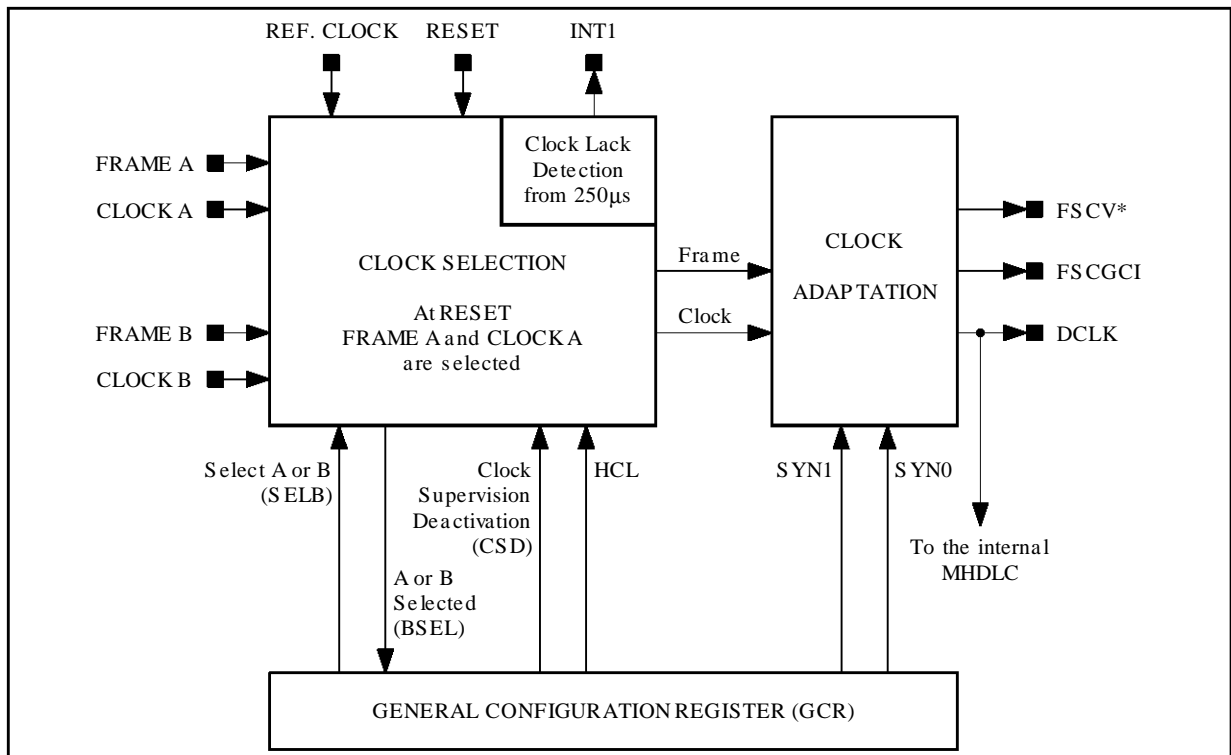 REF. CLOCK
RESET
INT1
FRAME A
CLOCK A
FRAME B
CLOCK B
Clock Lack
Detection
from 250µs
CLOCK SELECTION
At RESET
FRAME A and CLOCK A
are selected
Frame
Clock
CLOCK
ADAPTATION
FSCV*
FSCGCI
DCLK
Select A or B
(SELB)
A or B
Selected
(BSEL)
Clock
Supervision
Deactivation
(CSD)
HCL
SYN1
SYN0
To the internal
MHDLC
GENERAL CONFIGURATION REGISTER (GCR)